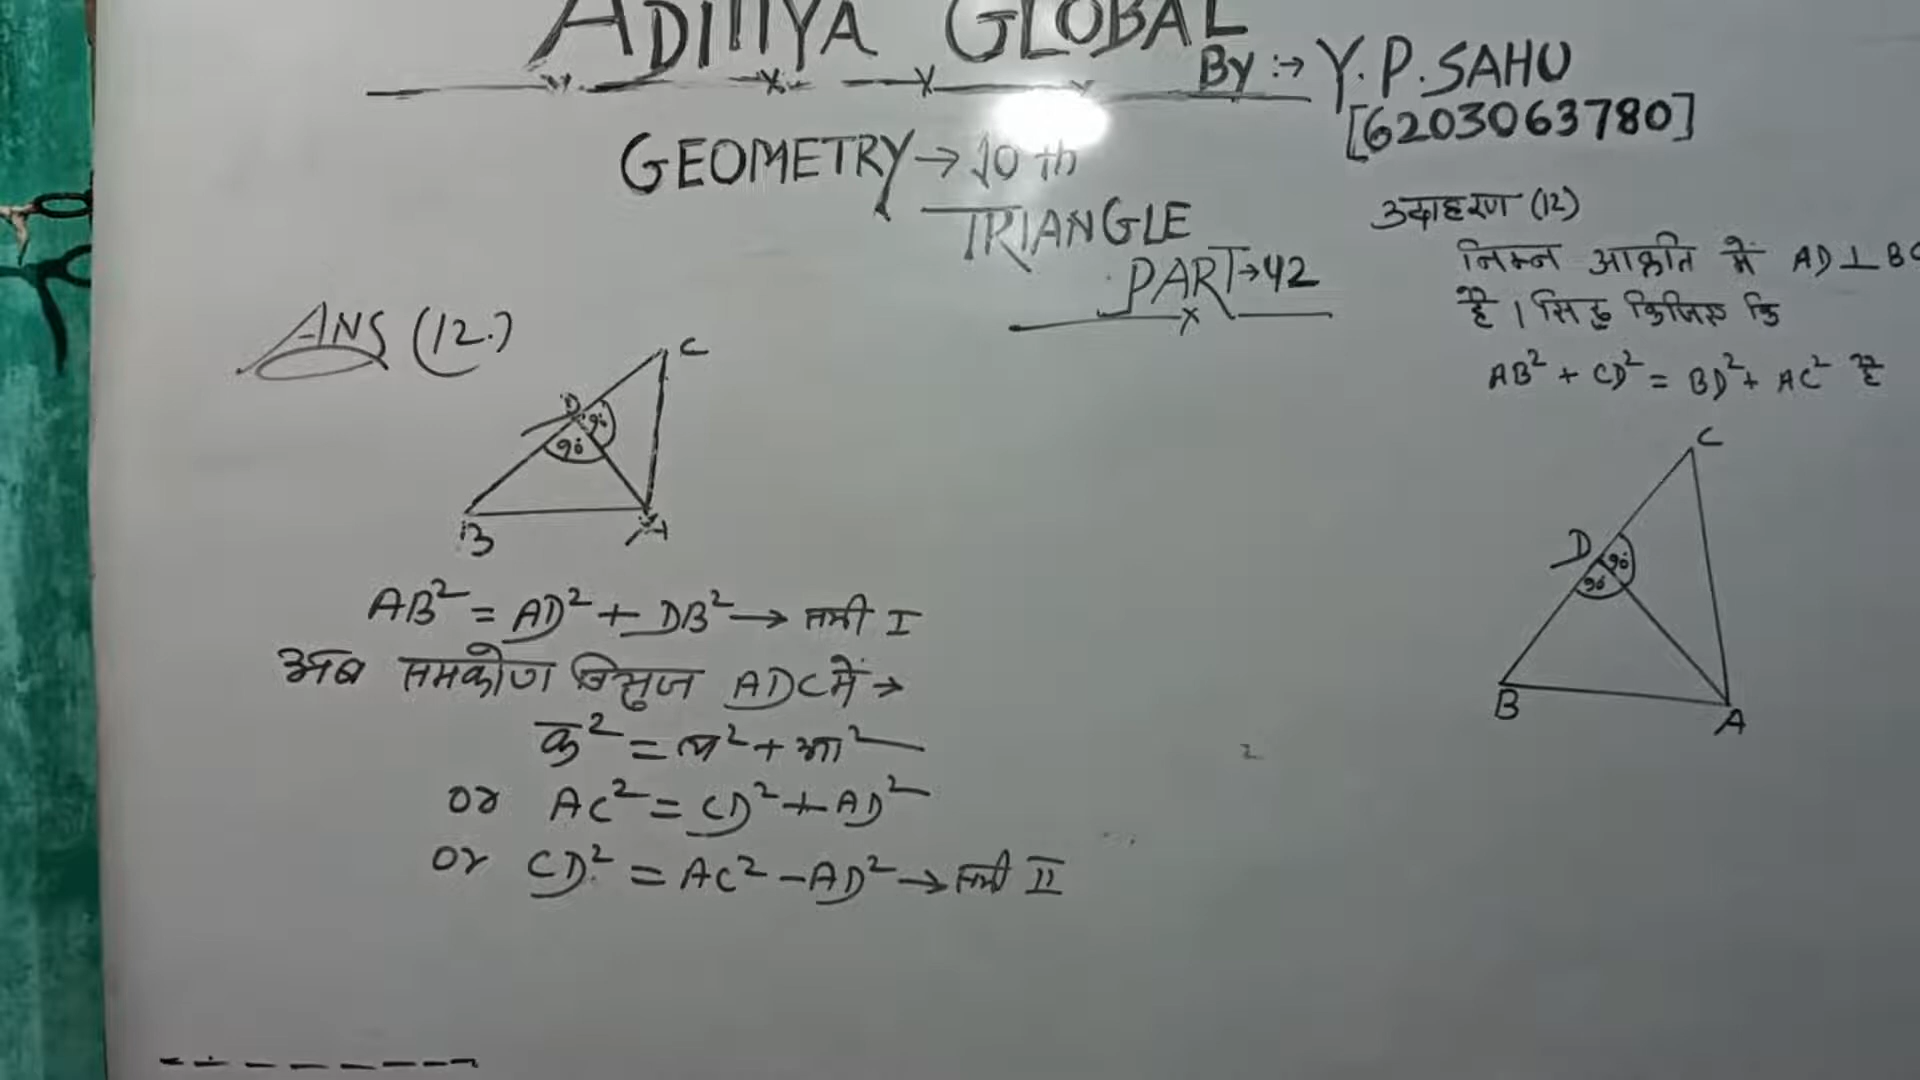 ADITYA GLOBAL
By :→ Y.P.SAHU
[6203063780]
GEOMETRY→10 th
TRIANGLE
PART→42
उदाहरण (12)
निम्न आकृति में AD⊥BC
है। सिद्ध किजिए कि
AB² + CD² = BD² + AC² है
C
D
90°
90°
B
A
ANS (12.)
C
D
90°
90°
B
A
AB² = AD² + DB² → समी I
अब समकोण त्रिभुज ADC में →
क² = ल² + आ²
or AC² = CD² + AD²
or CD² = AC² - AD² → समी II